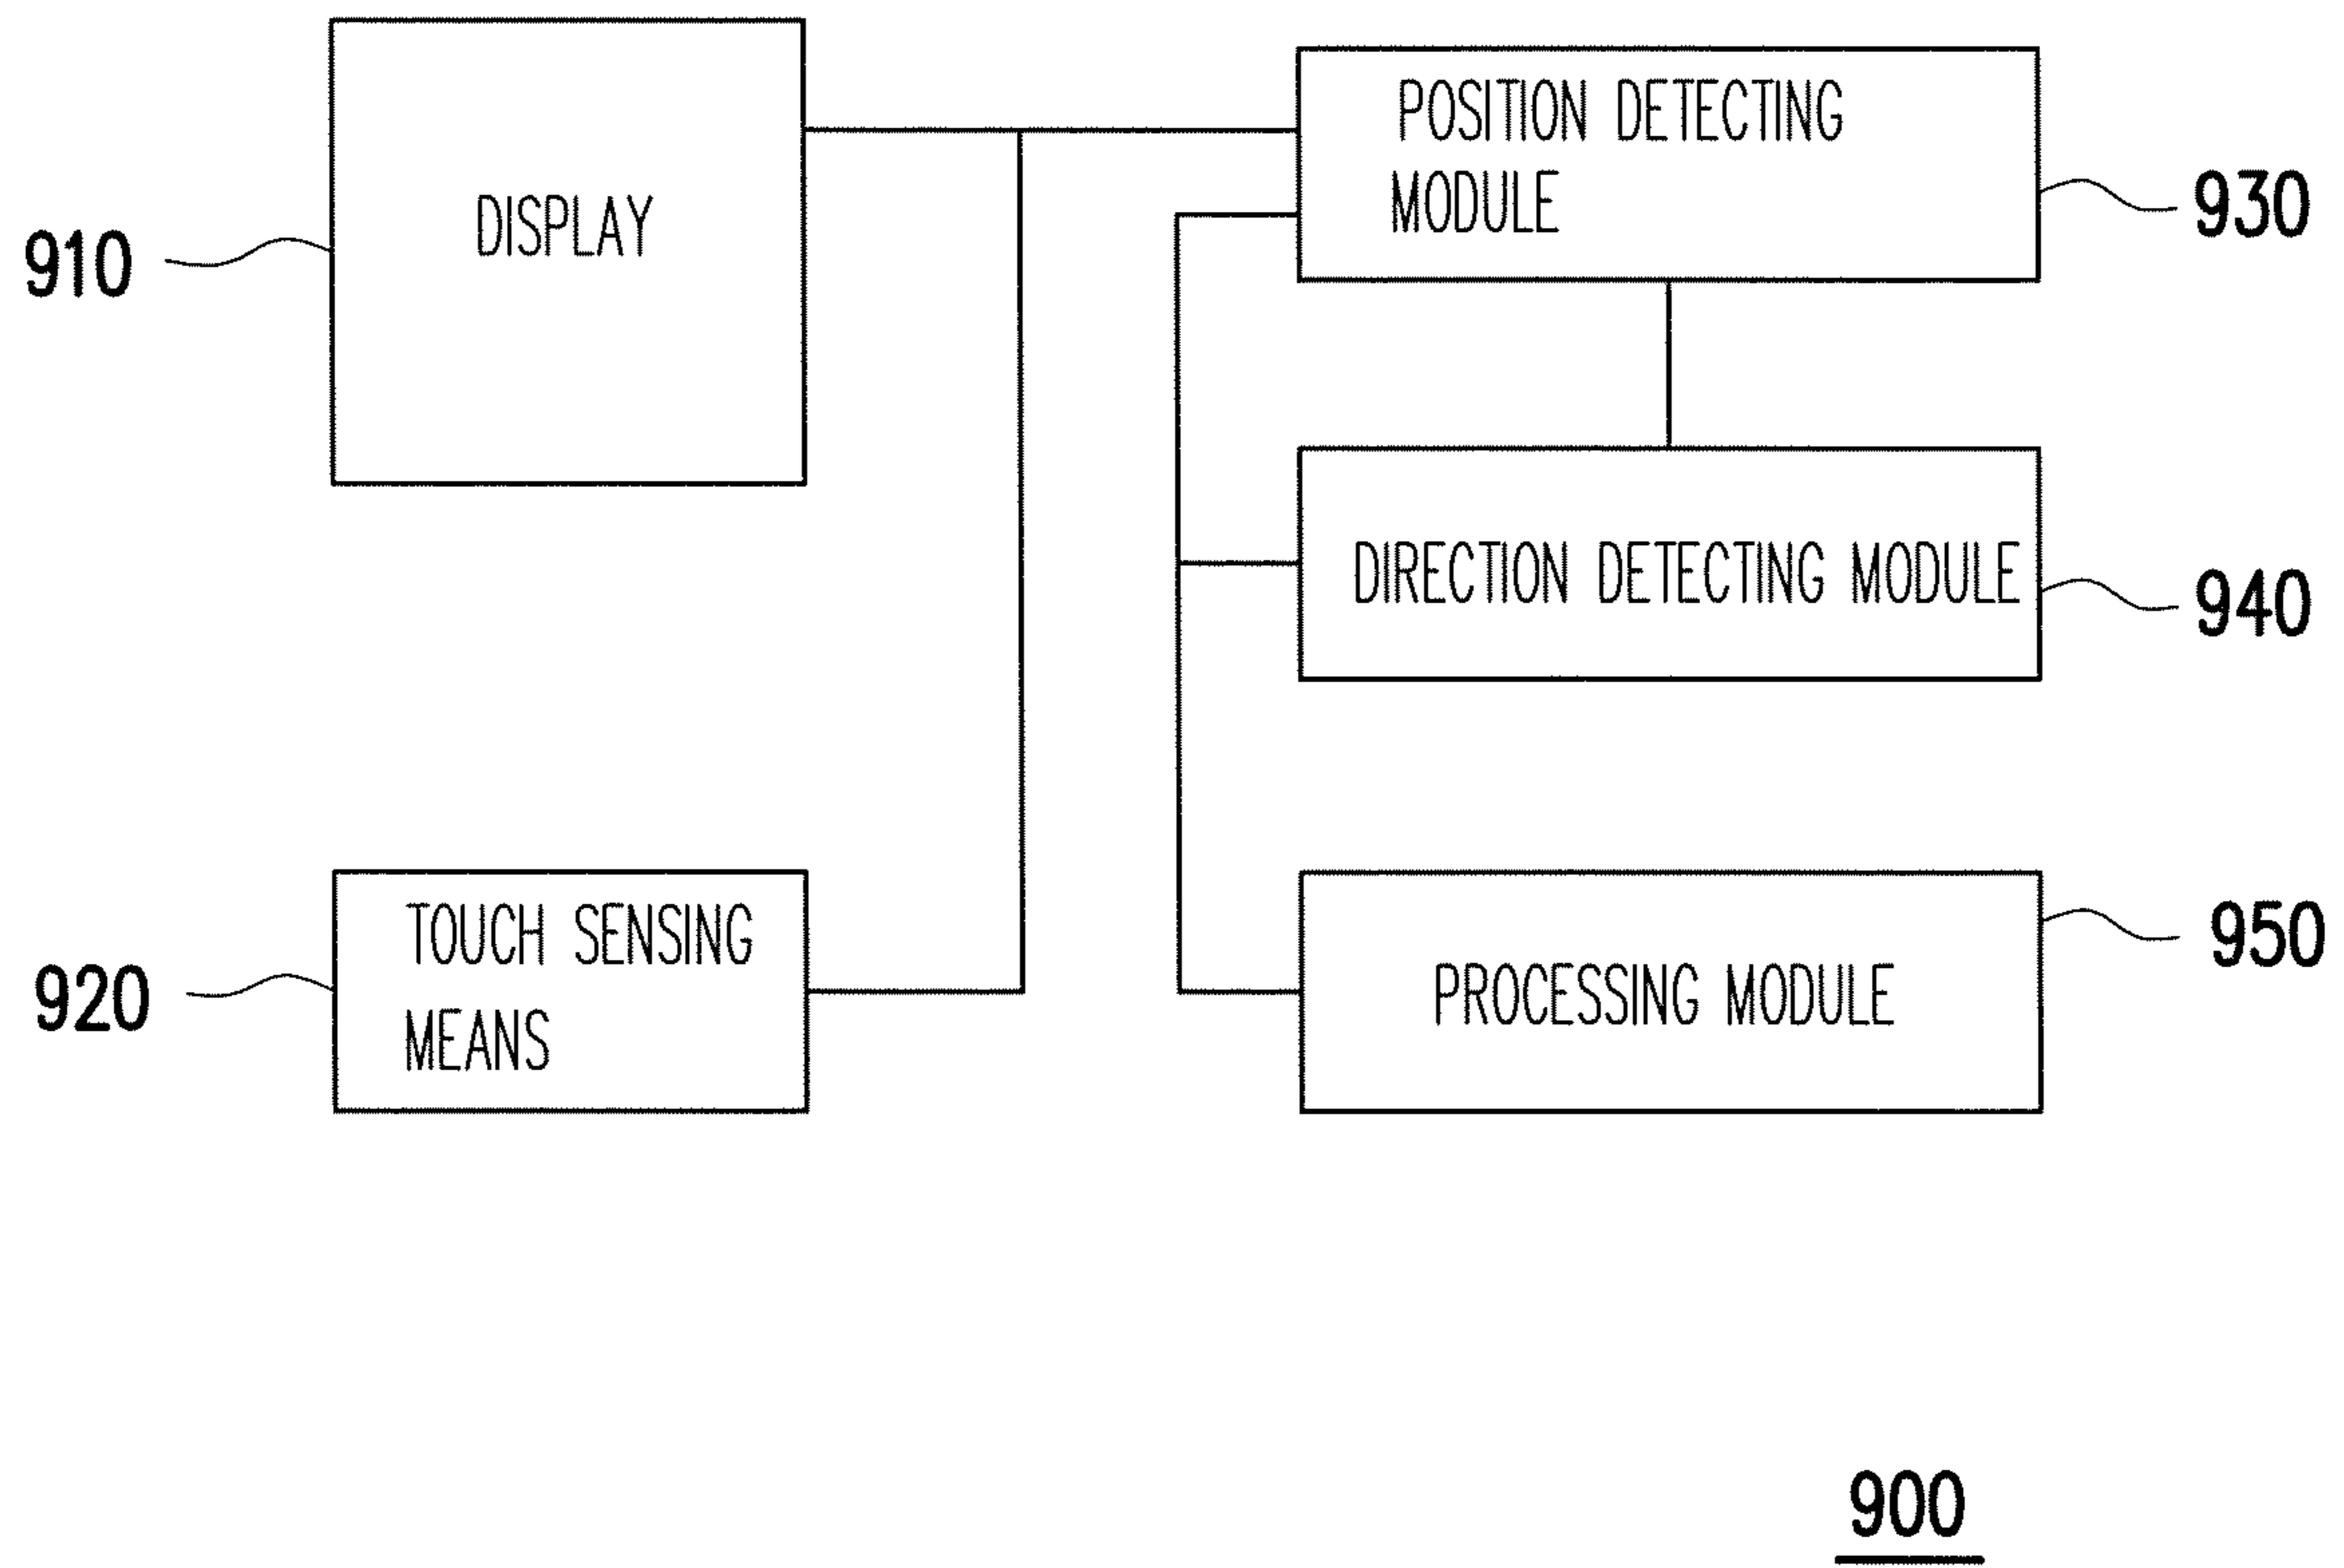 DISPLAY
910
POSITION DETECTING
MODULE
930
DIRECTION DETECTING MODULE
940
TOUCH SENSING
MEANS
920
PROCESSING MODULE
950
900